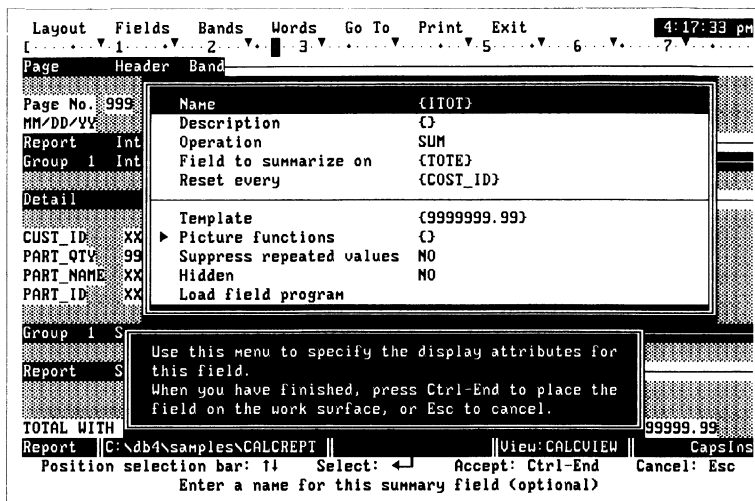 Layout Fields Bands Words Go To Print Exit 4:17:33 pm
[·····▼1·····▼··2···▼····3·▼·····▼·····▼·5···▼···6···▼·····7·▼·····
Page Header Band
Page No. 999
MM/DD/YY
Report Int
Group 1 Int
Detail
CUST_ID XX
PART_QTY 99
PART_NAME XX
PART_ID XX
Group 1 S
Report S
TOTAL WITH 99999.99
Name {ITOT}
Description {}
Operation SUM
Field to summarize on {TOTE}
Reset every {COST_ID}
Template {9999999.99}
▶ Picture functions {}
Suppress repeated values NO
Hidden NO
Load field program
Use this menu to specify the display attributes for
this field.
When you have finished, press Ctrl-End to place the
field on the work surface, or Esc to cancel.
Report C:\db4\samples\CALCREPT View:CALCVIEW CapsIns
Position selection bar: ↑↓ Select: ↵ Accept: Ctrl-End Cancel: Esc
Enter a name for this summary field (optional)